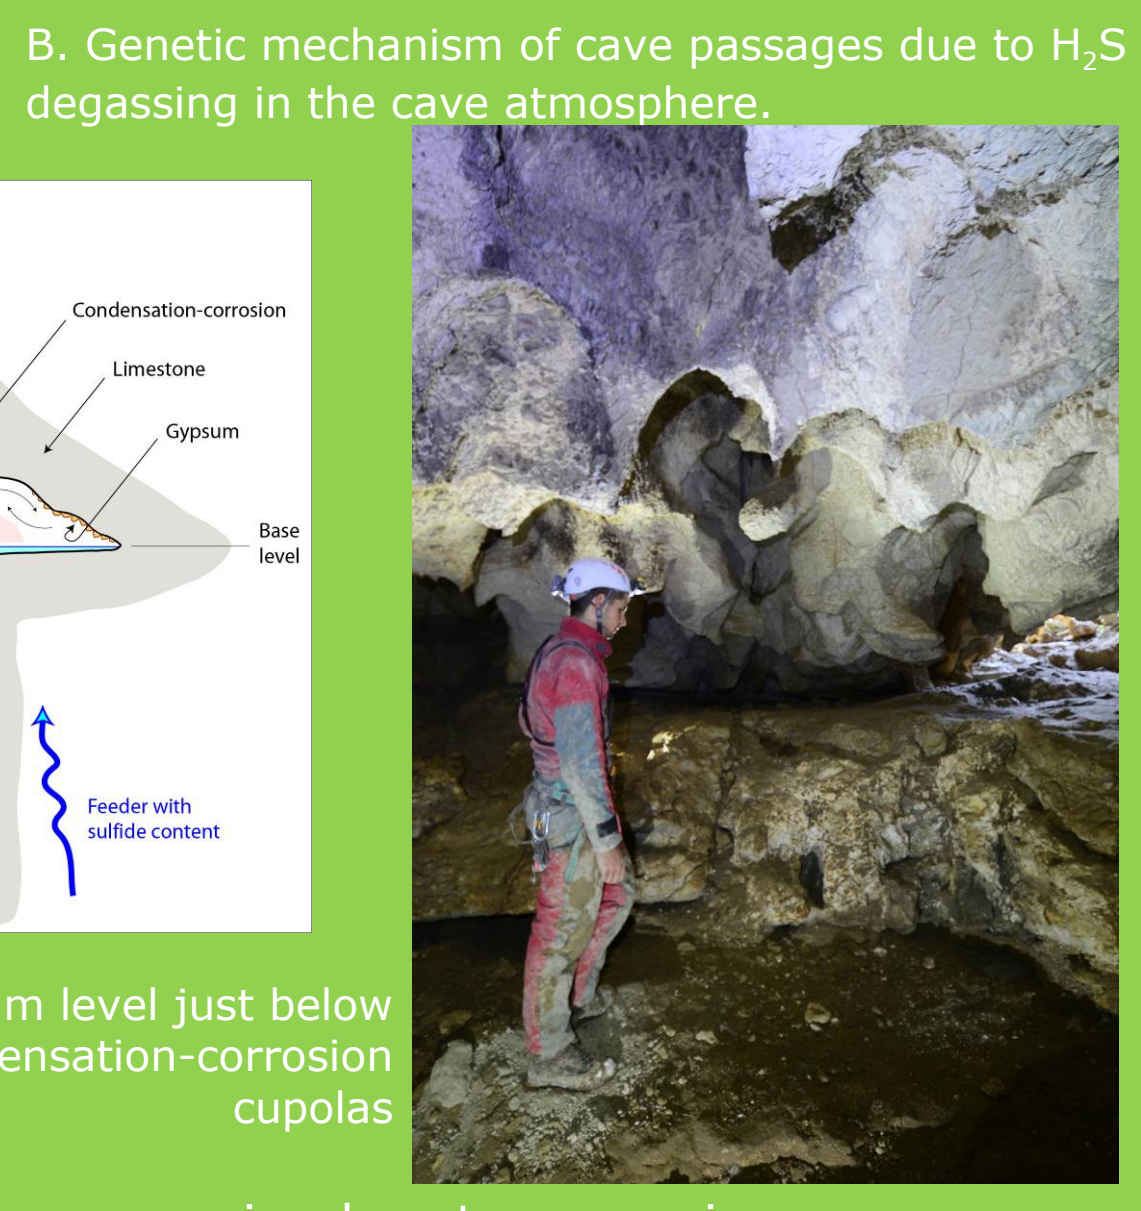 B. Genetic mechanism of cave passages due to H₂S
degassing in the cave atmosphere.
Condensation-corrosion
Limestone
Gypsum
Base
level
Feeder with
sulfide content
m level just below
ensation-corrosion
cupolas